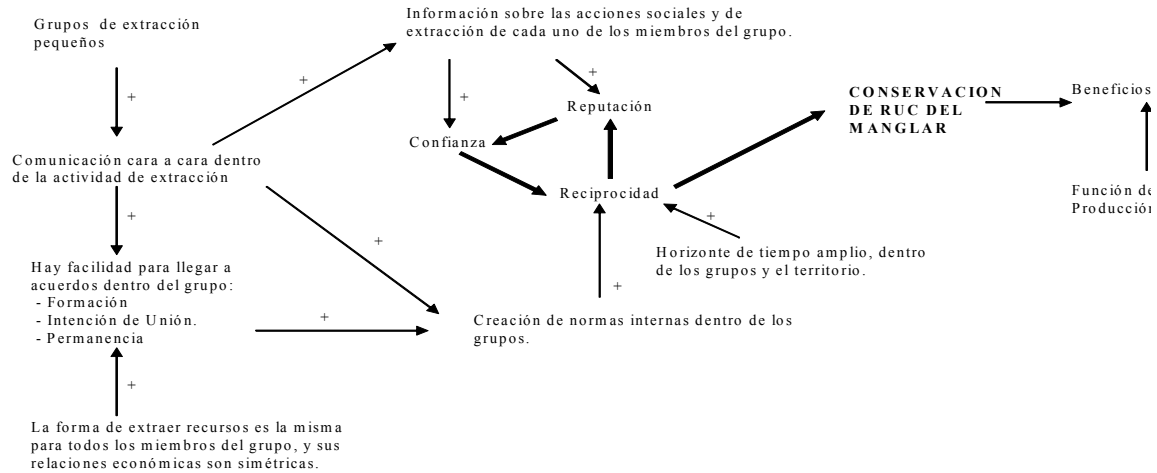 Grupos de extracción
pequeños
Información sobre las acciones sociales y de
extracción de cada uno de los miembros del grupo.
+
+
+
+
Reputación
CONSERVACION
DE RUC DEL
MANGLAR
Beneficios
Confianza
Comunicación cara a cara dentro
de la actividad de extracción
Reciprocidad
Función de
Producción
+
+
+
Horizonte de tiempo amplio, dentro
de los grupos y el territorio.
Hay facilidad para llegar a
acuerdos dentro del grupo:
- Formación
- Intención de Unión.
- Permanencia
+
+
Creación de normas internas dentro de los
grupos.
+
La forma de extraer recursos es la misma
para todos los miembros del grupo, y sus
relaciones económicas son simétricas.